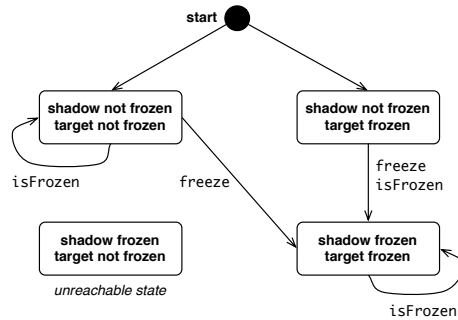 start
shadow not frozen
target not frozen
shadow not frozen
target frozen
isFrozen
freeze
freeze
isFrozen
shadow frozen
target not frozen
unreachable state
shadow frozen
target frozen
isFrozen